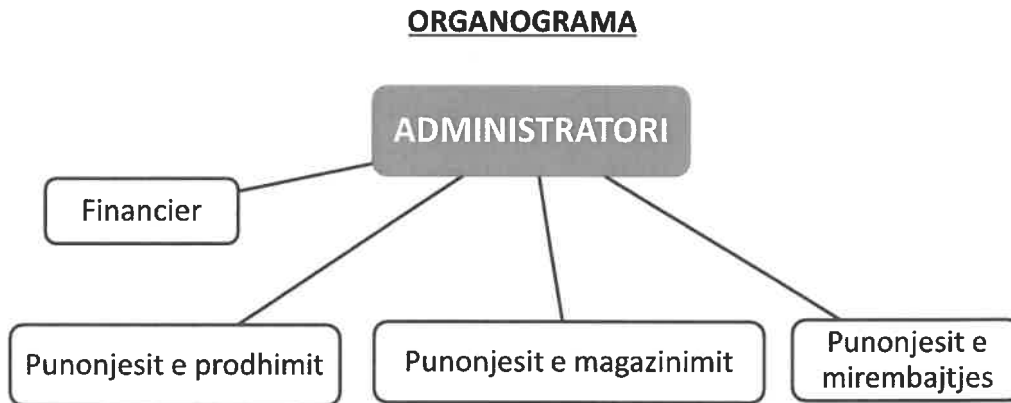 ORGANOGRAMA
ADMINISTRATORI
Financier
Punonjesit e prodhimit
Punonjesit e magazinimit
Punonjesit e
mirembajtjes